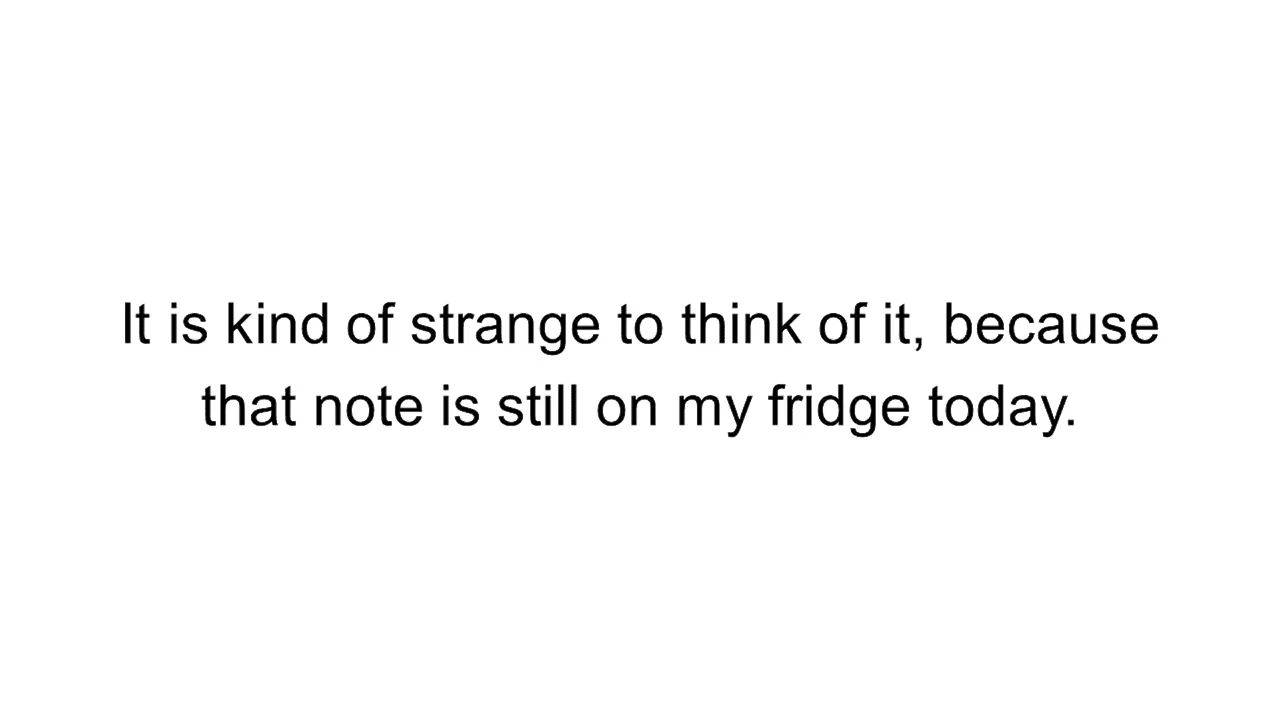 It is kind of strange to think of it, because
that note is still on my fridge today.